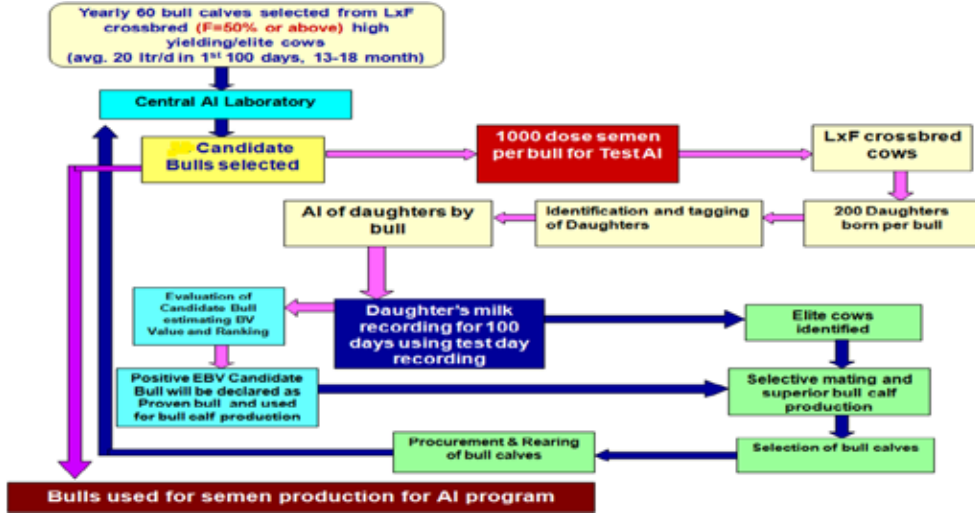 Yearly 60 bull calves selected from LxF
crossbred (F=50% or above) high
yielding/elite cows
(avg. 20 ltr/d in 1st 100 days, 13-18 month)
Central AI Laboratory
Candidate
Bulls selected
1000 dose semen
per bull for Test AI
LxF crossbred
cows
AI of daughters by
bull
Identification and tagging
of Daughters
200 Daughters
born per bull
Evaluation of
Candidate Bull
estimating BV
Value and Ranking
Daughter's milk
recording for 100
days using test day
recording
Elite cows
identified
Positive EBV Candidate
Bull will be declared as
Proven bull and used
for bull calf production
Selective mating and
superior bull calf
production
Procurement & Rearing
of bull calves
Selection of bull calves
Bulls used for semen production for AI program